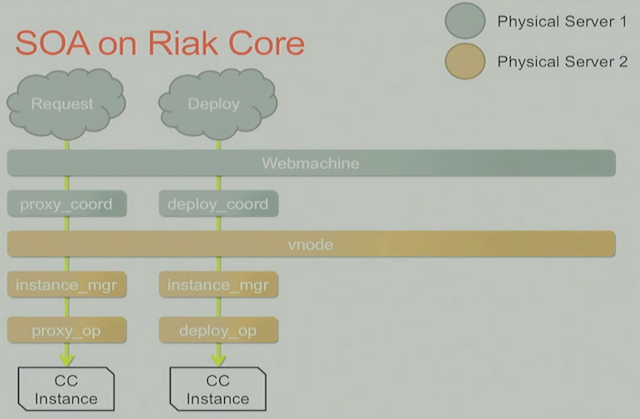 SOA on Riak Core
Physical Server 1
Physical Server 2
Request
Deploy
Webmachine
proxy_coord
deploy_coord
vnode
instance_mgr
instance_mgr
proxy_op
deploy_op
CC
Instance
CC
Instance